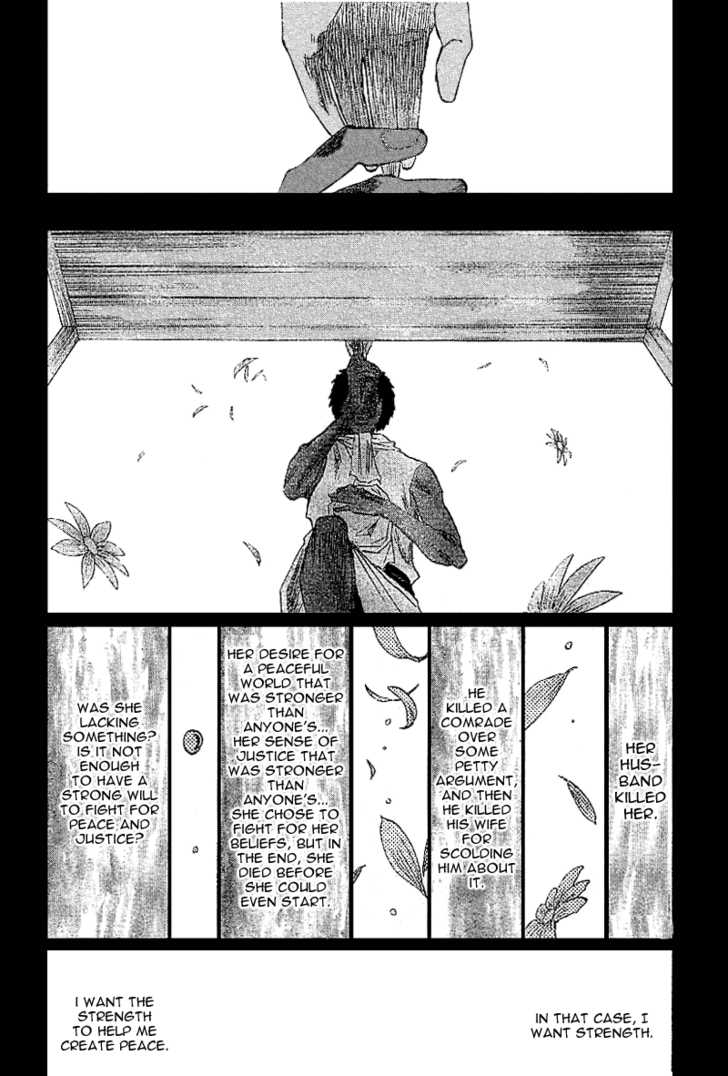 HER
HUS-
BAND
KILLED
HER.
HE
KILLED A
COMRADE
OVER
SOME
PETTY
ARGUMENT,
AND THEN
HE KILLED
HIS WIFE
FOR
SCOLDING
HIM ABOUT
IT.
HER DESIRE FOR
A PEACEFUL
WORLD THAT
WAS STRONGER
THAN
ANYONE'S...
HER SENSE OF
JUSTICE THAT
WAS STRONGER
THAN
ANYONE'S...
SHE CHOSE TO
FIGHT FOR HER
BELIEFS, BUT IN
THE END, SHE
DIED BEFORE
SHE COULD
EVEN START.
WAS SHE
LACKING
SOMETHING?
IS IT NOT
ENOUGH
TO HAVE A
STRONG WILL
TO FIGHT FOR
PEACE AND
JUSTICE?
IN THAT CASE, I
WANT STRENGTH.
I WANT THE
STRENGTH
TO HELP ME
CREATE PEACE.